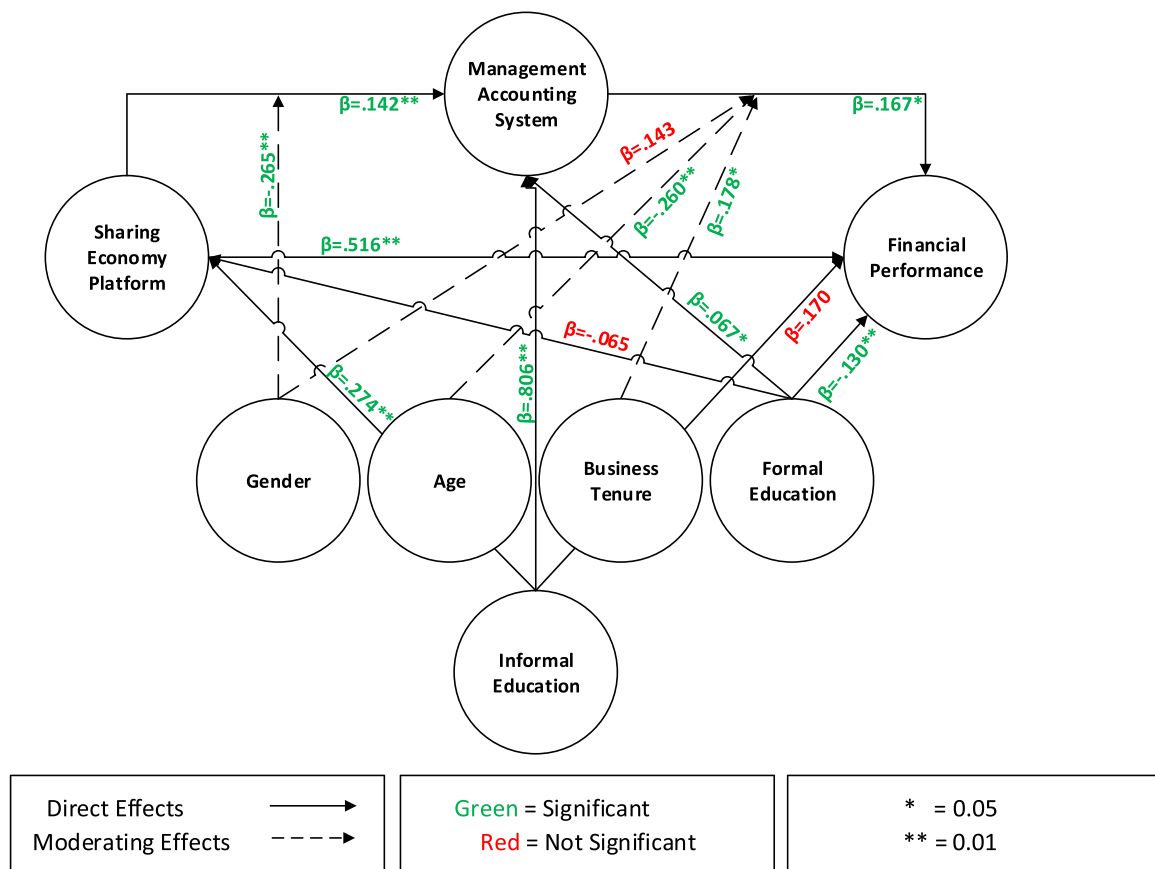 Management
Accounting
System
β=.142**
β=.167*
β=.143
β=-.265**
β=-.260**
β=.178*
Sharing
Economy
Platform
β=.516**
Financial
Performance
β=.067*
β=.170
β=-.065
β=-.130**
β=.274**
β=.806**
Gender
Age
Business
Tenure
Formal
Education
Informal
Education
Direct Effects
Moderating Effects
Green = Significant
Red = Not Significant
* = 0.05
** = 0.01